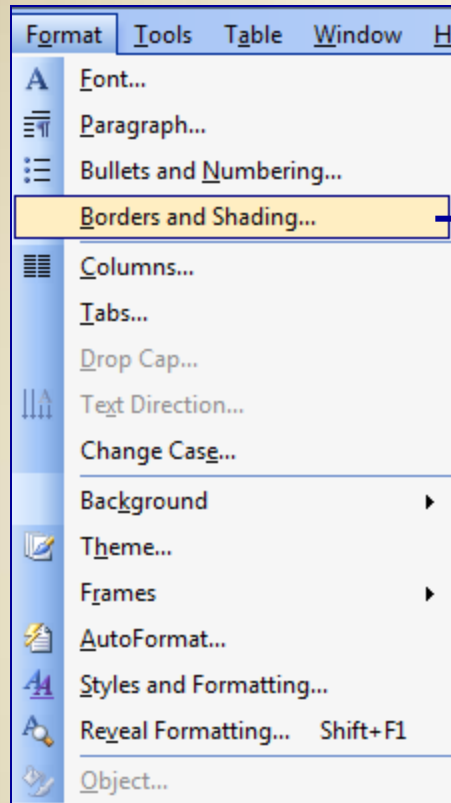 Format Tools Table Window H
Font...
Paragraph...
Bullets and Numbering...
Borders and Shading...
Columns...
Tabs...
Drop Cap...
Text Direction...
Change Case...
Background
Theme...
Frames
AutoFormat...
Styles and Formatting...
Reveal Formatting... Shift+F1
Object...